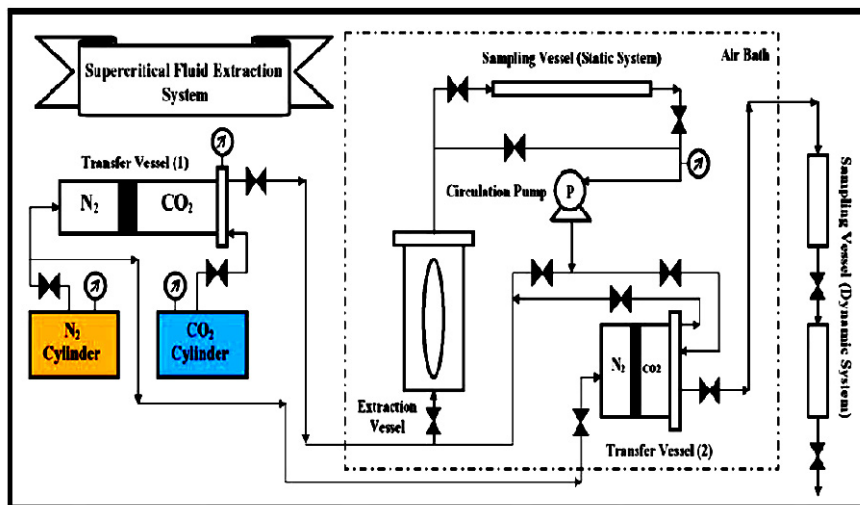 Supercritical Fluid Extraction
System
Sampling Vessel (Static System)
Air Bath
Transfer Vessel (1)
N₂
CO₂
Circulation Pump
P
N₂
Cylinder
CO₂
Cylinder
Extraction
Vessel
N₂
CO2
Transfer Vessel (2)
Sampling Vessel (Dynamic System)